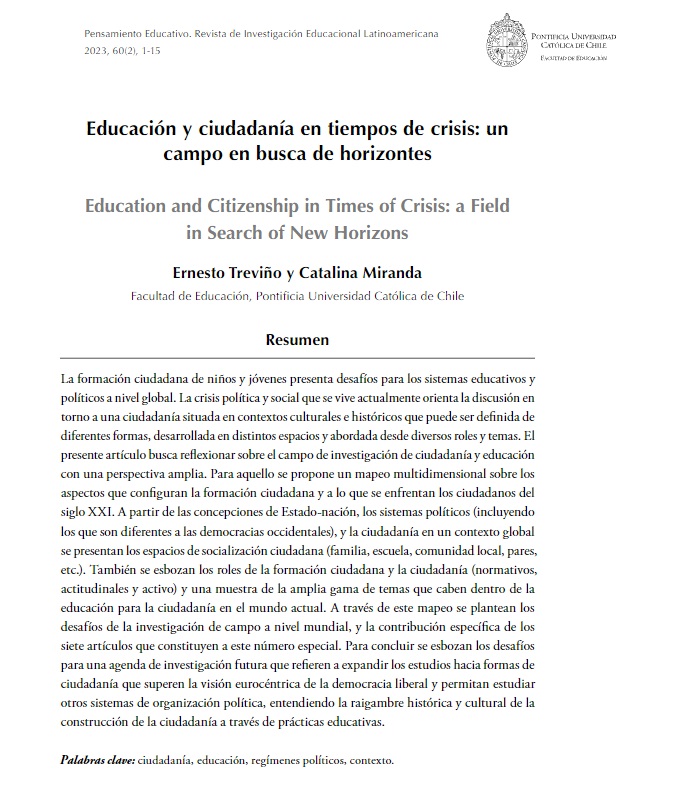 Pensamiento Educativo. Revista de Investigación Educacional Latinoamericana
2023, 60(2), 1-15
PONTIFICIA UNIVERSIDAD
CATÓLICA DE CHILE
FACULTAD DE EDUCACIÓN
Educación y ciudadanía en tiempos de crisis: un
campo en busca de horizontes
Education and Citizenship in Times of Crisis: a Field
in Search of New Horizons
Ernesto Treviño y Catalina Miranda
Facultad de Educación, Pontificia Universidad Católica de Chile
Resumen
La formación ciudadana de niños y jóvenes presenta desafíos para los sistemas educativos y
políticos a nivel global. La crisis política y social que se vive actualmente orienta la discusión en
torno a una ciudadanía situada en contextos culturales e históricos que puede ser definida de
diferentes formas, desarrollada en distintos espacios y abordada desde diversos roles y temas. El
presente artículo busca reflexionar sobre el campo de investigación de ciudadanía y educación
con una perspectiva amplia. Para aquello se propone un mapeo multidimensional sobre los
aspectos que configuran la formación ciudadana y a lo que se enfrentan los ciudadanos del
siglo XXI. A partir de las concepciones de Estado-nación, los sistemas políticos (incluyendo
los que son diferentes a las democracias occidentales), y la ciudadanía en un contexto global
se presentan los espacios de socialización ciudadana (familia, escuela, comunidad local, pares,
etc.). También se esbozan los roles de la formación ciudadana y la ciudadanía (normativos,
actitudinales y activo) y una muestra de la amplia gama de temas que caben dentro de la
educación para la ciudadanía en el mundo actual. A través de este mapeo se plantean los
desafíos de la investigación de campo a nivel mundial, y la contribución específica de los
siete artículos que constituyen a este número especial. Para concluir se esbozan los desafíos
para una agenda de investigación futura que refieren a expandir los estudios hacia formas de
ciudadanía que superen la visión eurocéntrica de la democracia liberal y permitan estudiar
otros sistemas de organización política, entendiendo la raigambre histórica y cultural de la
construcción de la ciudadanía a través de prácticas educativas.
Palabras clave: ciudadanía, educación, regímenes políticos, contexto.